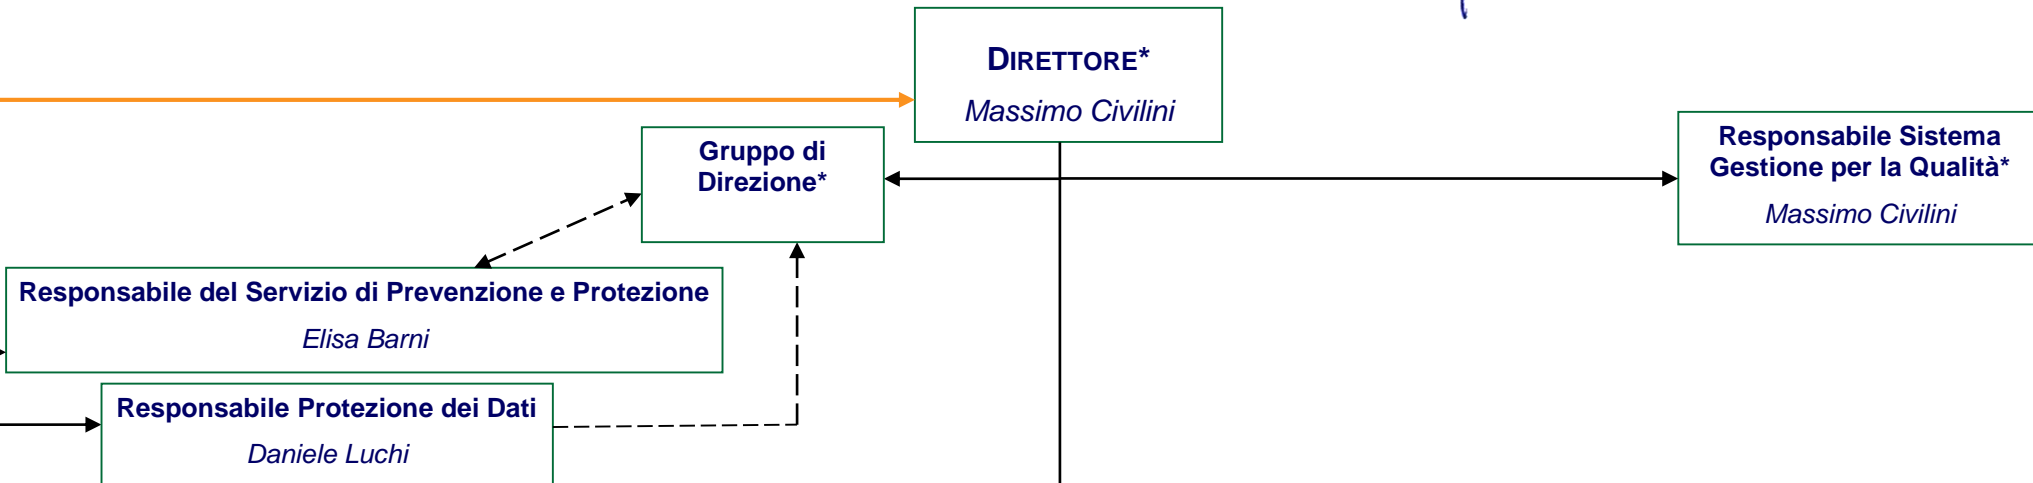 DIRETTORE*
Massimo Civilini
Gruppo di
Direzione*
Responsabile Sistema
Gestione per la Qualità*
Massimo Civilini
Responsabile del Servizio di Prevenzione e Protezione
Elisa Barni
Responsabile Protezione dei Dati
Daniele Luchi